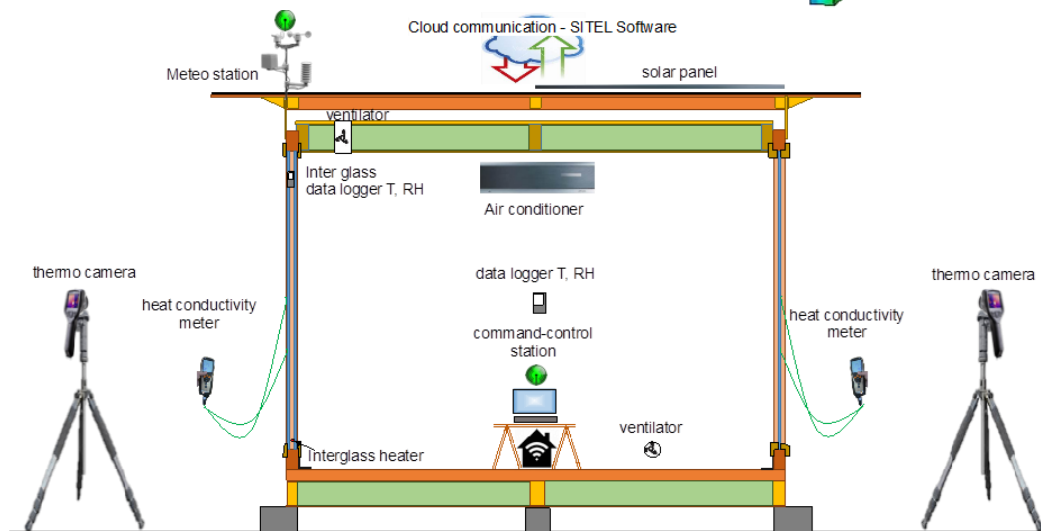 Cloud communication - SITEL Software
Meteo station
solar panel
ventilator
Inter glass
data logger T, RH
Air conditioner
thermo camera
data logger T, RH
thermo camera
heat conductivity
meter
heat conductivity
meter
command-control
station
ventilator
Interglass heater